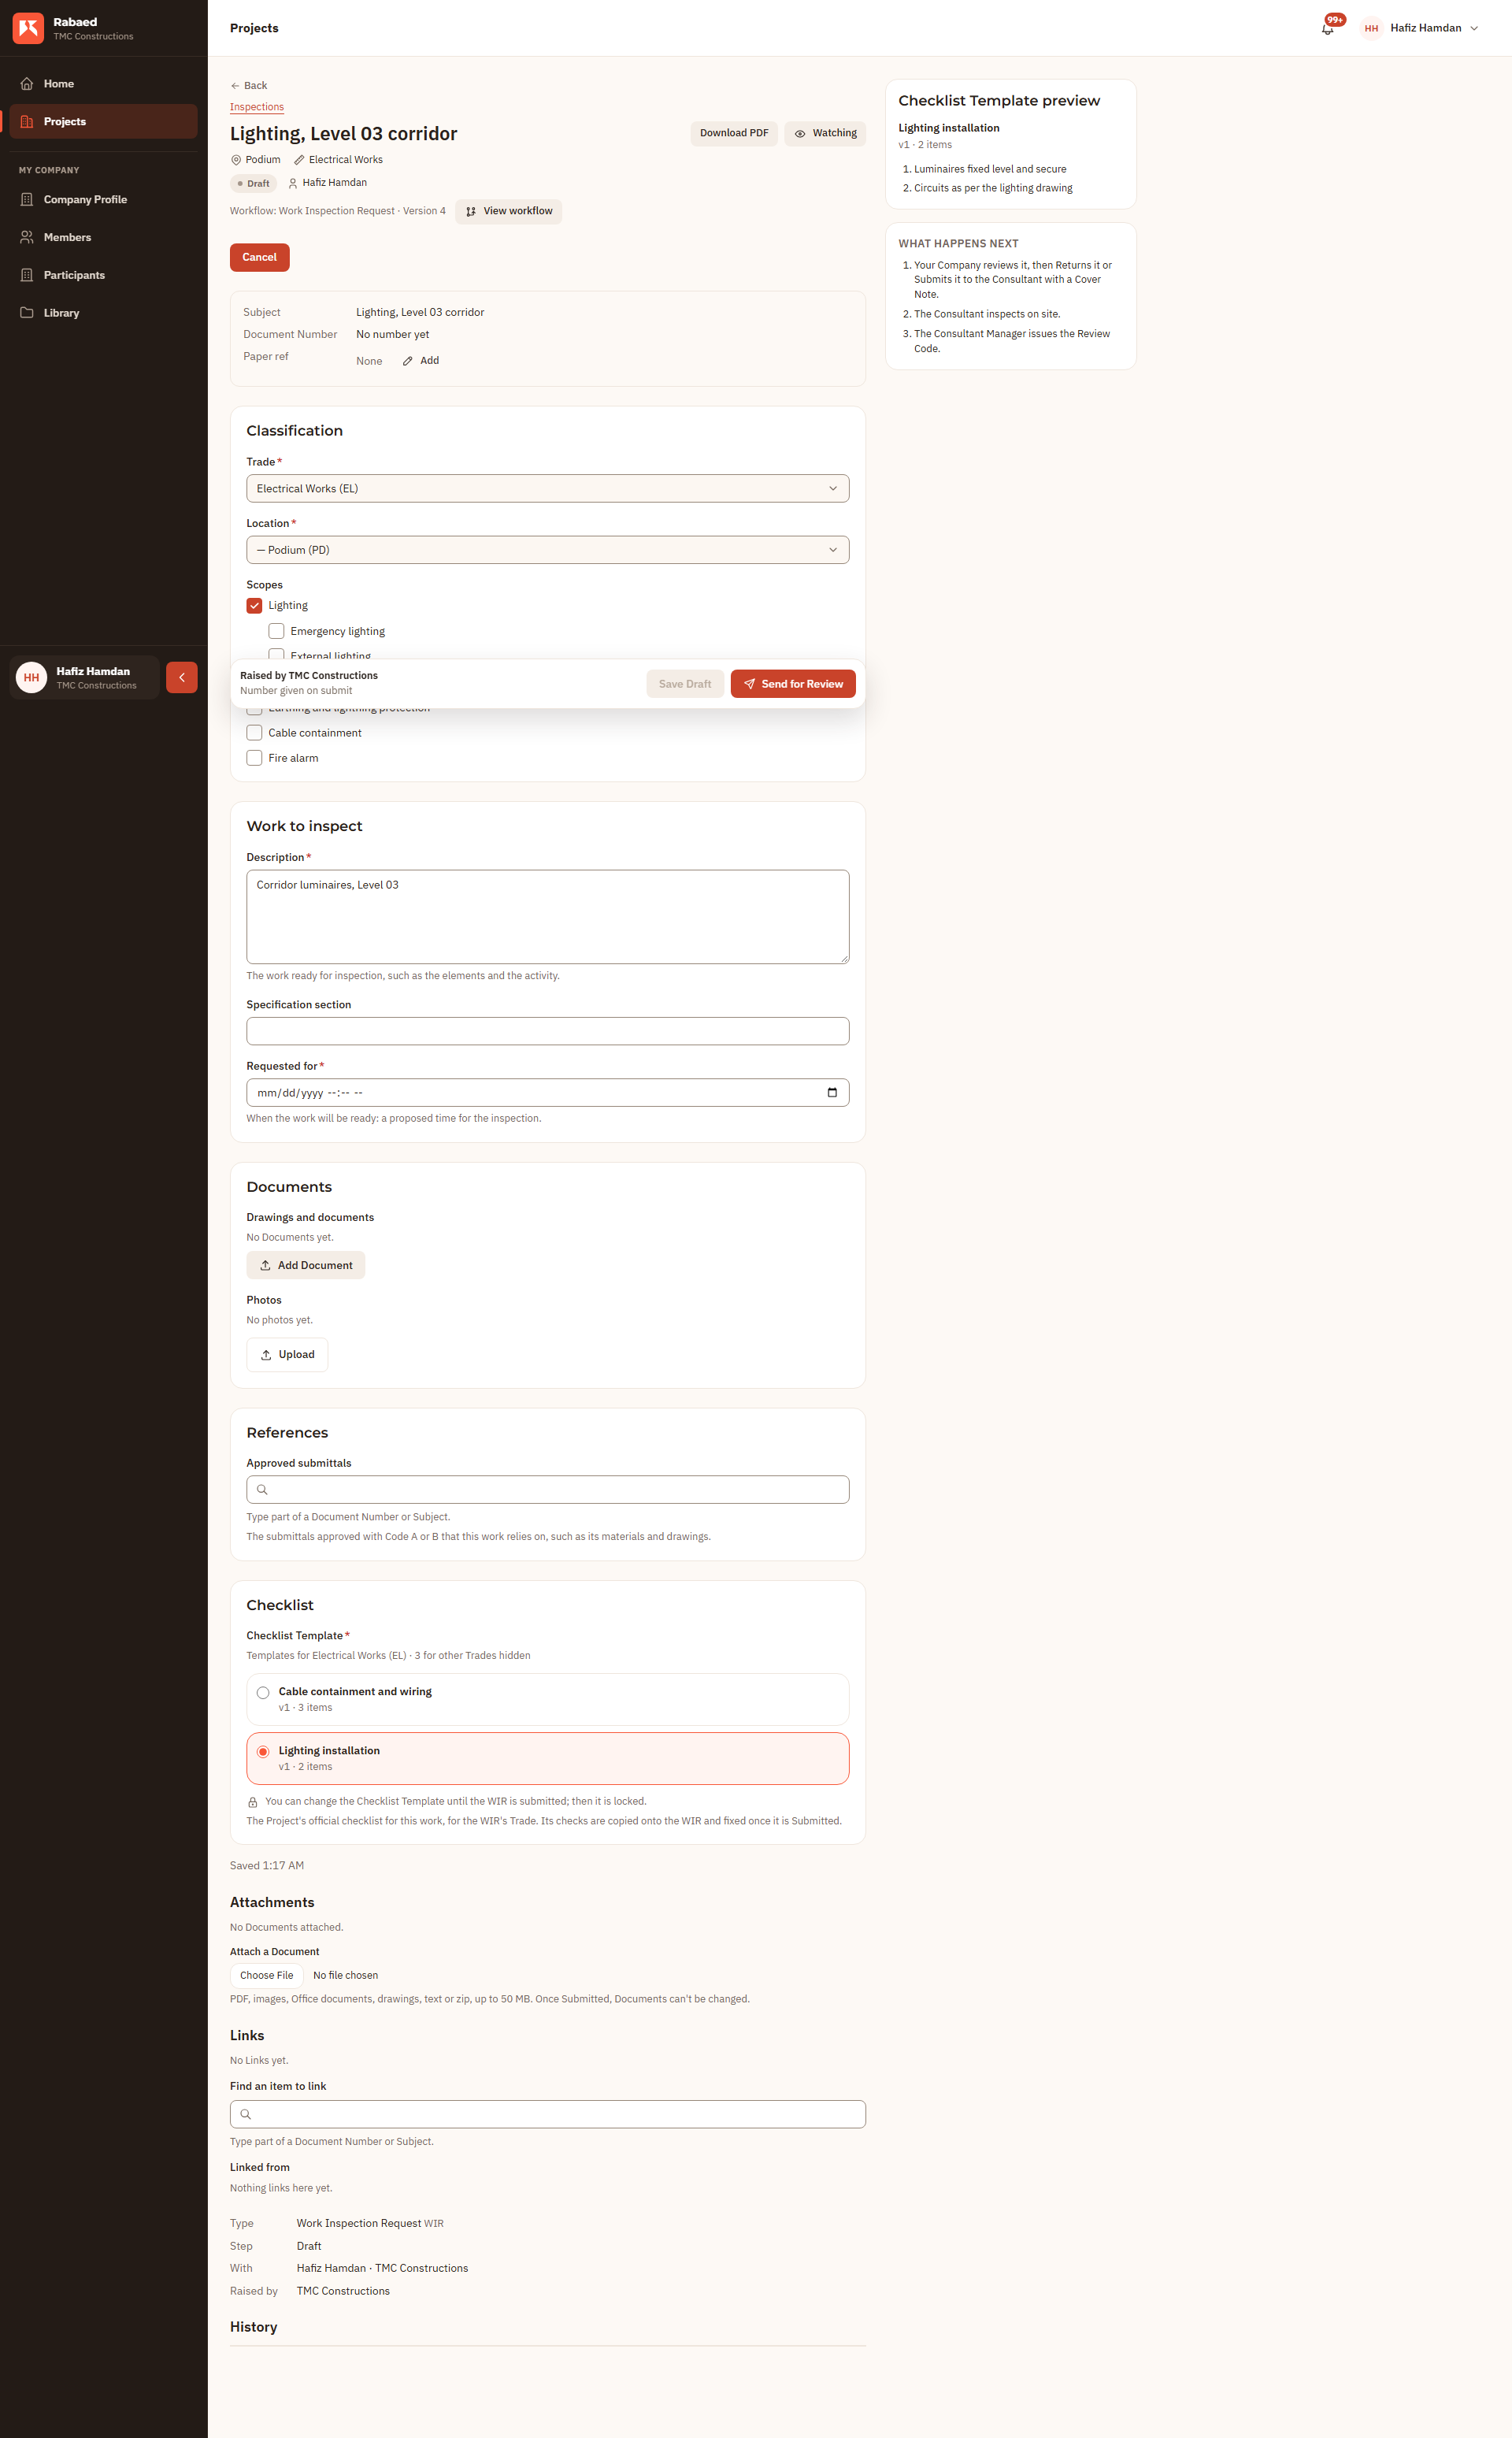 Rabaed
TMC Constructions
Home
Projects
MY COMPANY
Company Profile
Members
Participants
Library
Hafiz Hamdan
TMC Constructions
HH
Projects
99+
HH
Hafiz Hamdan
Back
Inspections
Lighting, Level 03 corridor
Download PDF
Watching
Podium
Electrical Works
Draft
Hafiz Hamdan
Workflow: Work Inspection Request · Version 4
View workflow
Cancel
Subject
Lighting, Level 03 corridor
Document Number
No number yet
Paper ref
None
Add
Classification
Trade*
Electrical Works (EL)
Location*
— Podium (PD)
Scopes
Lighting
Emergency lighting
External lighting
Raised by TMC Constructions
Number given on submit
Save Draft
Send for Review
Earthing and lightning protection
Cable containment
Fire alarm
Work to inspect
Description*
Corridor luminaires, Level 03
The work ready for inspection, such as the elements and the activity.
Specification section
Requested for*
mm/dd/yyyy --:-- --
When the work will be ready: a proposed time for the inspection.
Documents
Drawings and documents
No Documents yet.
Add Document
Photos
No photos yet.
Upload
References
Approved submittals
Type part of a Document Number or Subject.
The submittals approved with Code A or B that this work relies on, such as its materials and drawings.
Checklist
Checklist Template*
Templates for Electrical Works (EL) · 3 for other Trades hidden
Cable containment and wiring
v1 · 3 items
Lighting installation
v1 · 2 items
You can change the Checklist Template until the WIR is submitted; then it is locked.
The Project's official checklist for this work, for the WIR's Trade. Its checks are copied onto the WIR and fixed once it is Submitted.
Saved 1:17 AM
Attachments
No Documents attached.
Attach a Document
Choose File
No file chosen
PDF, images, Office documents, drawings, text or zip, up to 50 MB. Once Submitted, Documents can't be changed.
Links
No Links yet.
Find an item to link
Type part of a Document Number or Subject.
Linked from
Nothing links here yet.
Type
Work Inspection Request WIR
Step
Draft
With
Hafiz Hamdan · TMC Constructions
Raised by
TMC Constructions
History
Checklist Template preview
Lighting installation
v1 · 2 items
1. Luminaires fixed level and secure
2. Circuits as per the lighting drawing
WHAT HAPPENS NEXT
1. Your Company reviews it, then Returns it or
Submits it to the Consultant with a Cover
Note.
2. The Consultant inspects on site.
3. The Consultant Manager issues the Review
Code.